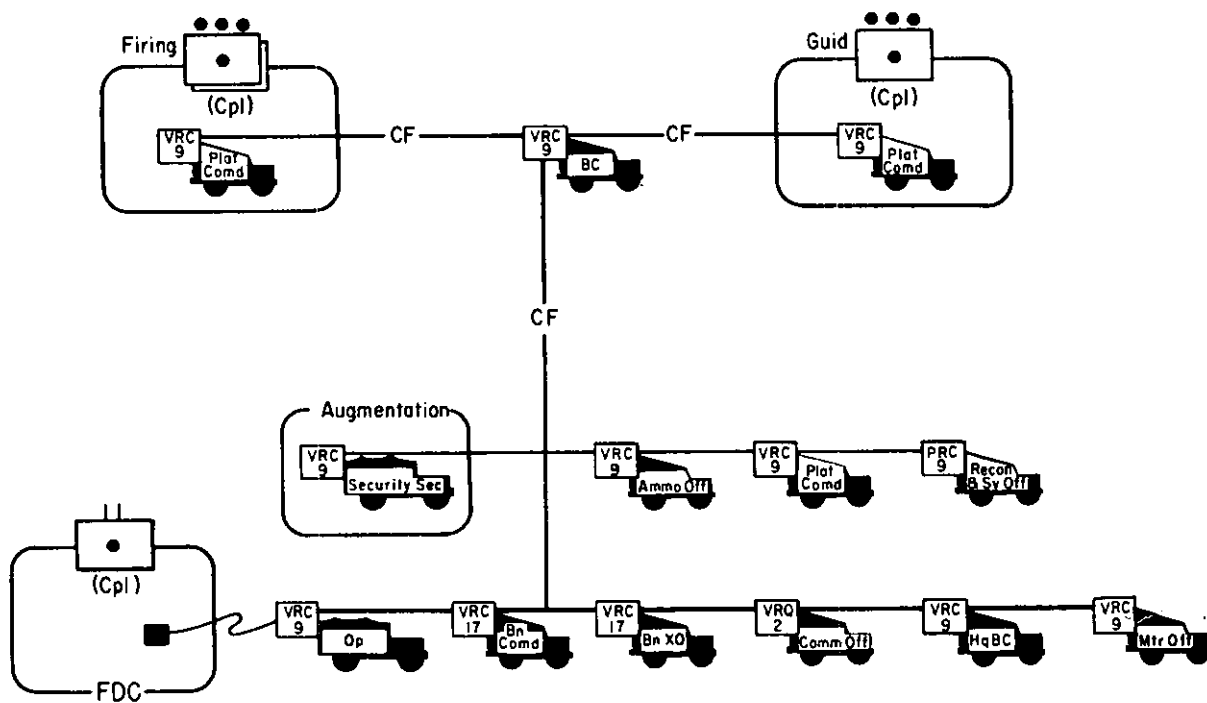 Firing
Guid
(Cpl)
(Cpl)
VRC
9
Plat
Comd
CF
VRC
9
BC
CF
VRC
9
Plat
Comd
CF
Augmentation
VRC
9
Security Sec
VRC
9
Ammo Off
VRC
9
Plat
Comd
PRC
9
Recon
& Sy Off
(Cpl)
VRC
9
Op
VRC
17
Bn
Comd
VRC
17
Bn XO
VRQ
2
Comm Off
VRC
9
Hq BC
VRC
9
Mtr Off
FDC